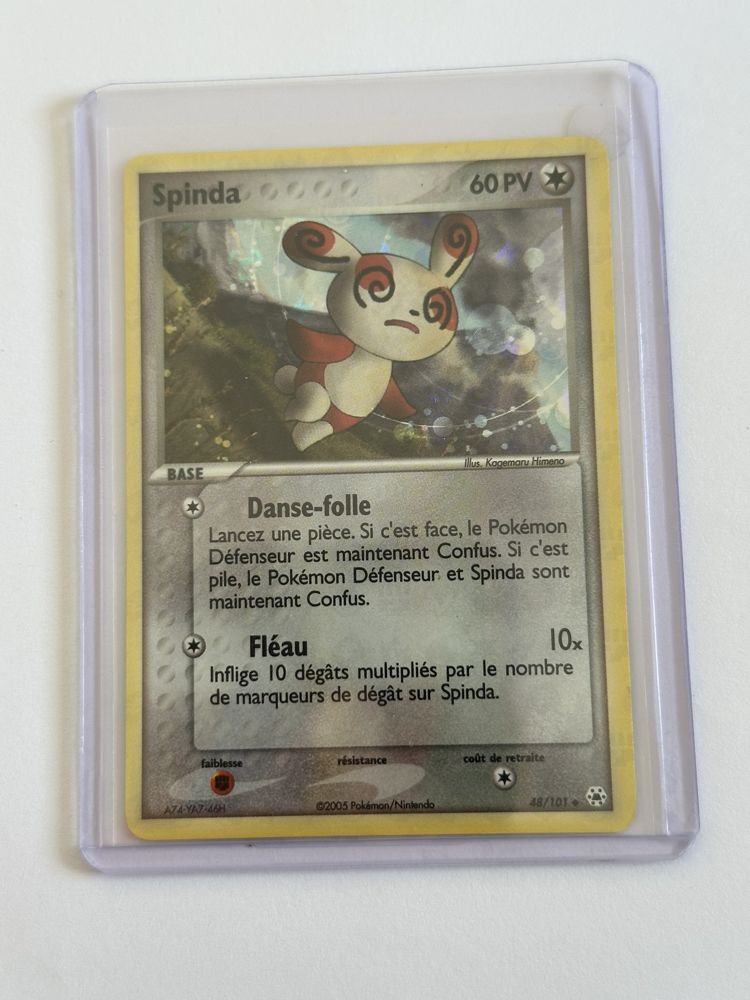 Spinda
60 PV
BASE
Illus. Kagemaru Himeno
Danse-folle
Lancez une pièce. Si c'est face, le Pokémon
Défenseur est maintenant Confus. Si c'est
pile, le Pokémon Défenseur et Spinda sont
maintenant Confus.
Fléau 10x
Inflige 10 dégâts multipliés par le nombre
de marqueurs de dégât sur Spinda.
faiblesse résistance coût de retraite
A74-YA7-46H ©2005 Pokémon/Nintendo 48/101